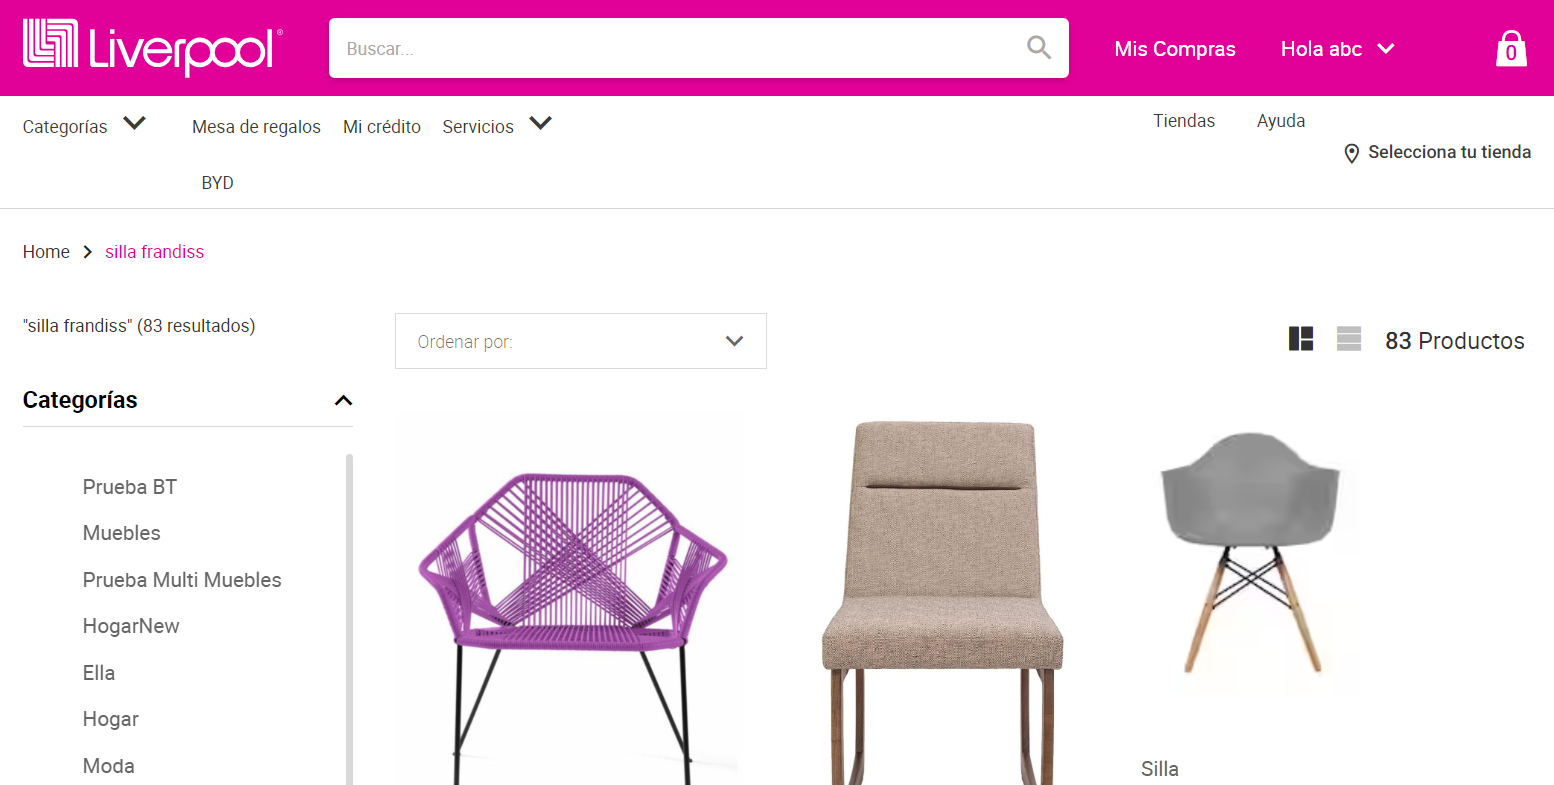 Liverpool®
Buscar...
Mis Compras
Hola abc
0
Categorías
Mesa de regalos
Mi crédito
Servicios
Tiendas
Ayuda
Selecciona tu tienda
BYD
Home
silla frandiss
"silla frandiss" (83 resultados)
Ordenar por:
83 Productos
Categorías
Prueba BT
Muebles
Prueba Multi Muebles
HogarNew
Ella
Hogar
Moda
Silla